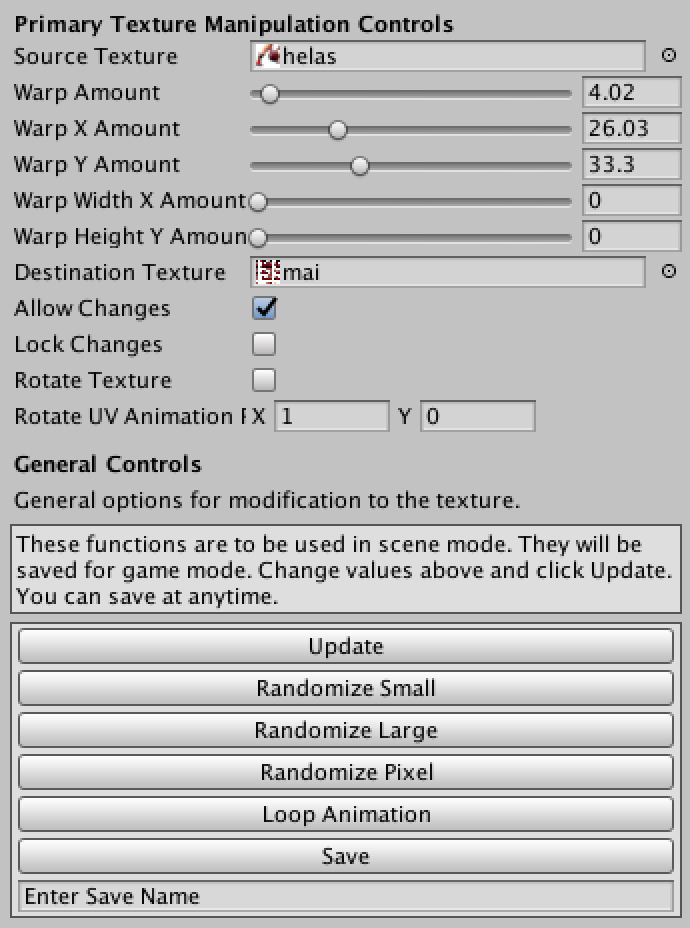 Primary Texture Manipulation Controls
Source Texture helas
Warp Amount 4.02
Warp X Amount 26.03
Warp Y Amount 33.3
Warp Width X Amount 0
Warp Height Y Amoun 0
Destination Texture mai
Allow Changes
Lock Changes
Rotate Texture
Rotate UV Animation X 1 Y 0
General Controls
General options for modification to the texture.
These functions are to be used in scene mode. They will be
saved for game mode. Change values above and click Update.
You can save at anytime.
Update
Randomize Small
Randomize Large
Randomize Pixel
Loop Animation
Save
Enter Save Name